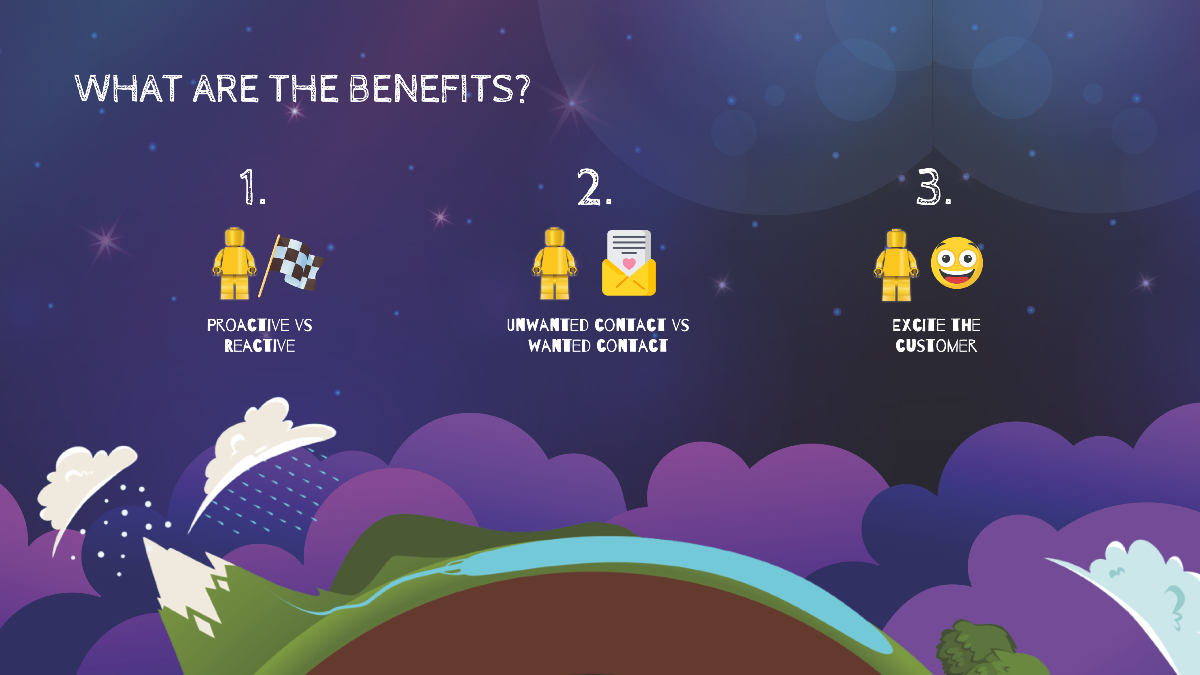 WHAT ARE THE BENEFITS?
1.
2.
3.
PROACTIVE VS
REACTIVE
UNWANTED CONTACT VS
WANTED CONTACT
EXCITE THE
CUSTOMER